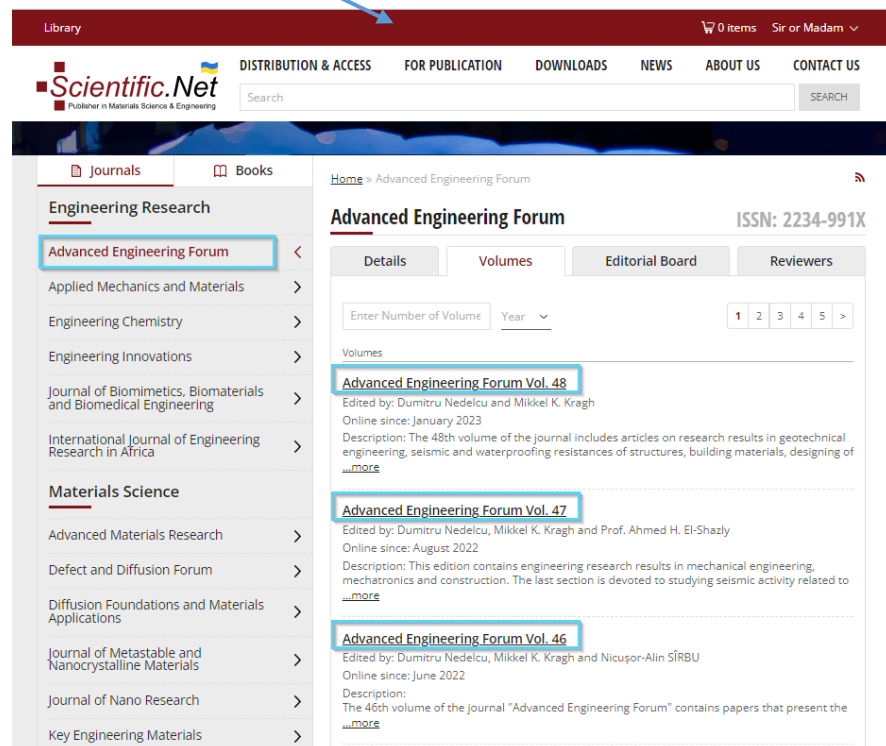 Library
0 items
Sir or Madam
Scientific.Net
Publisher in Materials Science & Engineering
DISTRIBUTION & ACCESS
FOR PUBLICATION
DOWNLOADS
NEWS
ABOUT US
CONTACT US
Search
SEARCH
Journals
Books
Engineering Research
Advanced Engineering Forum
Applied Mechanics and Materials
Engineering Chemistry
Engineering Innovations
Journal of Biomimetics, Biomaterials
and Biomedical Engineering
International Journal of Engineering
Research in Africa
Materials Science
Advanced Materials Research
Defect and Diffusion Forum
Diffusion Foundations and Materials
Applications
Journal of Metastable and
Nanocrystalline Materials
Journal of Nano Research
Key Engineering Materials
Home » Advanced Engineering Forum
Advanced Engineering Forum
ISSN: 2234-991X
Details
Volumes
Editorial Board
Reviewers
Enter Number of Volume
Year
1 2 3 4 5 >
Volumes
Advanced Engineering Forum Vol. 48
Edited by: Dumitru Nedelcu and Mikkel K. Kragh
Online since: January 2023
Description: The 48th volume of the journal includes articles on research results in geotechnical
engineering, seismic and waterproofing resistances of structures, building materials, designing of
...more
Advanced Engineering Forum Vol. 47
Edited by: Dumitru Nedelcu, Mikkel K. Kragh and Prof. Ahmed H. El-Shazly
Online since: August 2022
Description: This edition contains engineering research results in mechanical engineering,
mechatronics and construction. The last section is devoted to studying seismic activity related to
...more
Advanced Engineering Forum Vol. 46
Edited by: Dumitru Nedelcu, Mikkel K. Kragh and Nicușor-Alin SÎRBU
Online since: June 2022
Description:
The 46th volume of the journal "Advanced Engineering Forum" contains papers that present the
...more